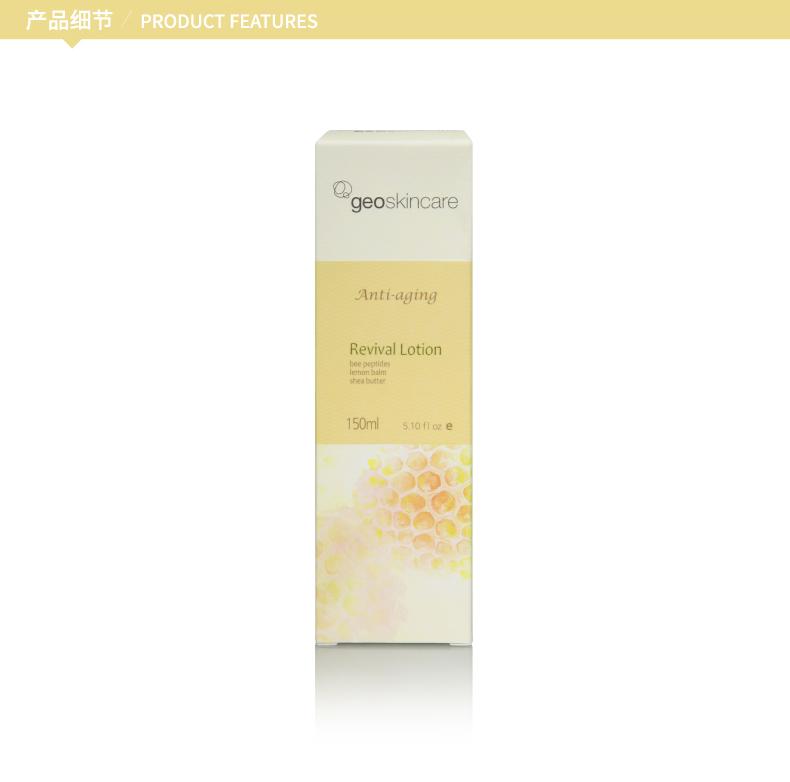 产品细节 / PRODUCT FEATURES
geoskincare
Anti-aging
Revival Lotion
bee peptides
lemon balm
shea butter
150ml 5.10 fl oz e